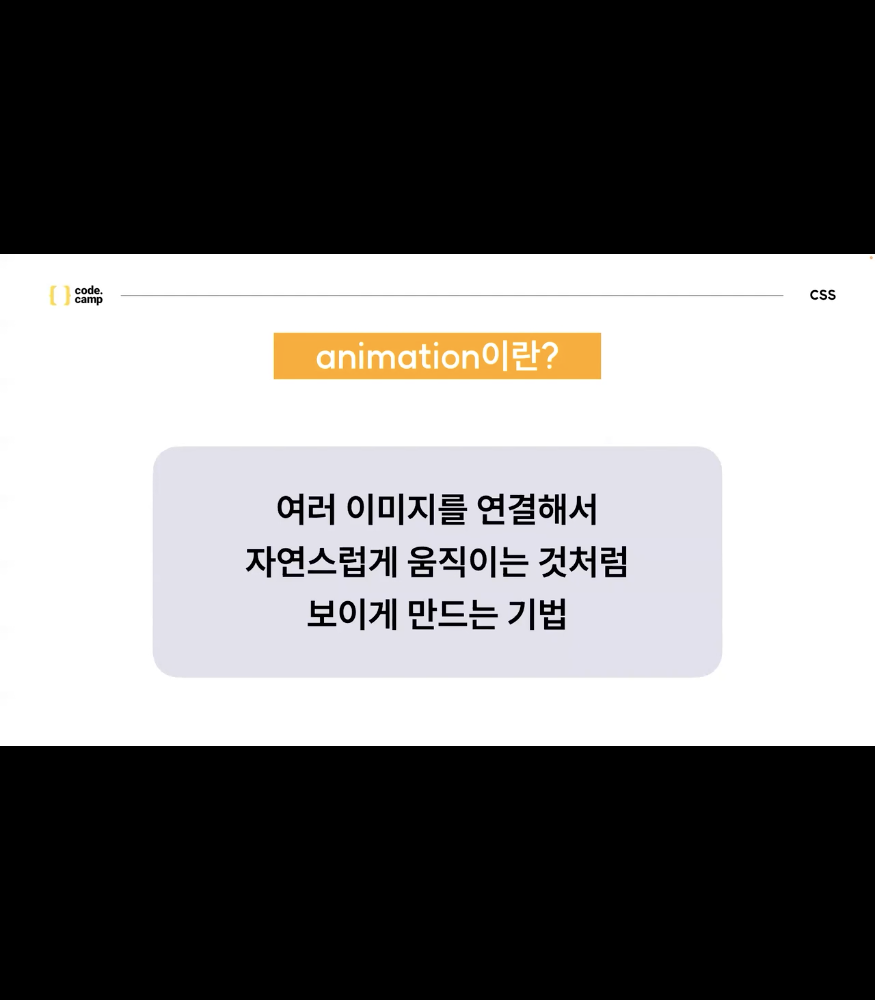 code.
camp
CSS
animation이란?
여러 이미지를 연결해서
자연스럽게 움직이는 것처럼
보이게 만드는 기법